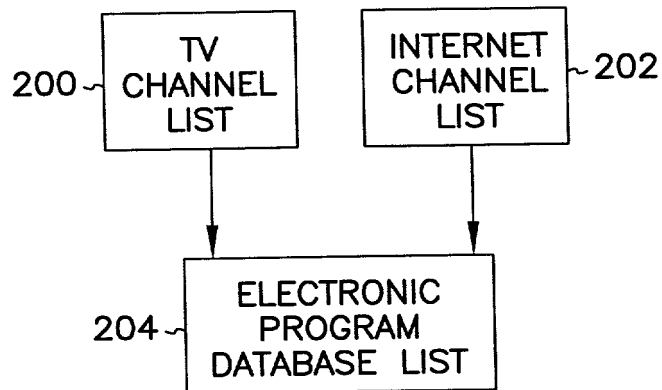 200
TV
CHANNEL
LIST
INTERNET
CHANNEL
LIST
202
204
ELECTRONIC
PROGRAM
DATABASE LIST